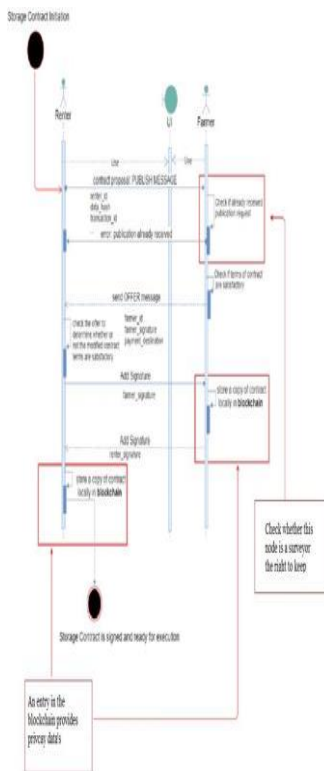 Storage Contract Initiation
Renter
UI
Farmer
Use
Use
contract proposal: PUBLISH MESSAGE
renter_id
data_hash
transaction_id
Check if already received
publication request
error: publication already received
Check if terms of contract
are satisfactory
send OFFER message
check the offer to
determine whether or
not the modified contract
terms are satisfactory
farmer_id
farmer_signature
payment_destination
Add Signature
farmer_signature
store a copy of contract
locally in blockchain
Add Signature
renter_signature
store a copy of contract
locally in blockchain
Check whether this
node is a surveyor
the right to keep
Storage Contract is signed and ready for execution
An entry in the
blockchain provides